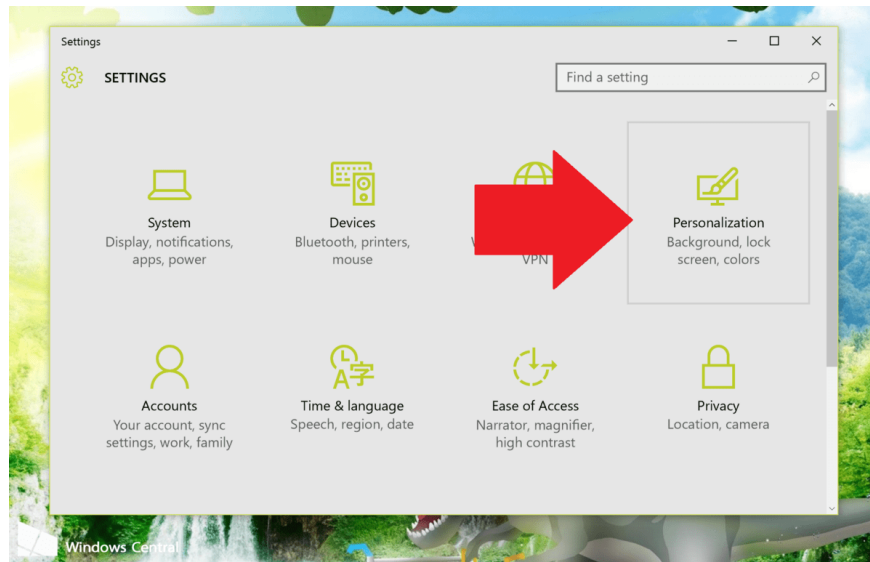 Settings
SETTINGS
Find a setting
System
Display, notifications,
apps, power
Devices
Bluetooth, printers,
mouse
VPN
Personalization
Background, lock
screen, colors
Accounts
Your account, sync
settings, work, family
Time & language
Speech, region, date
Ease of Access
Narrator, magnifier,
high contrast
Privacy
Location, camera
Windows Central